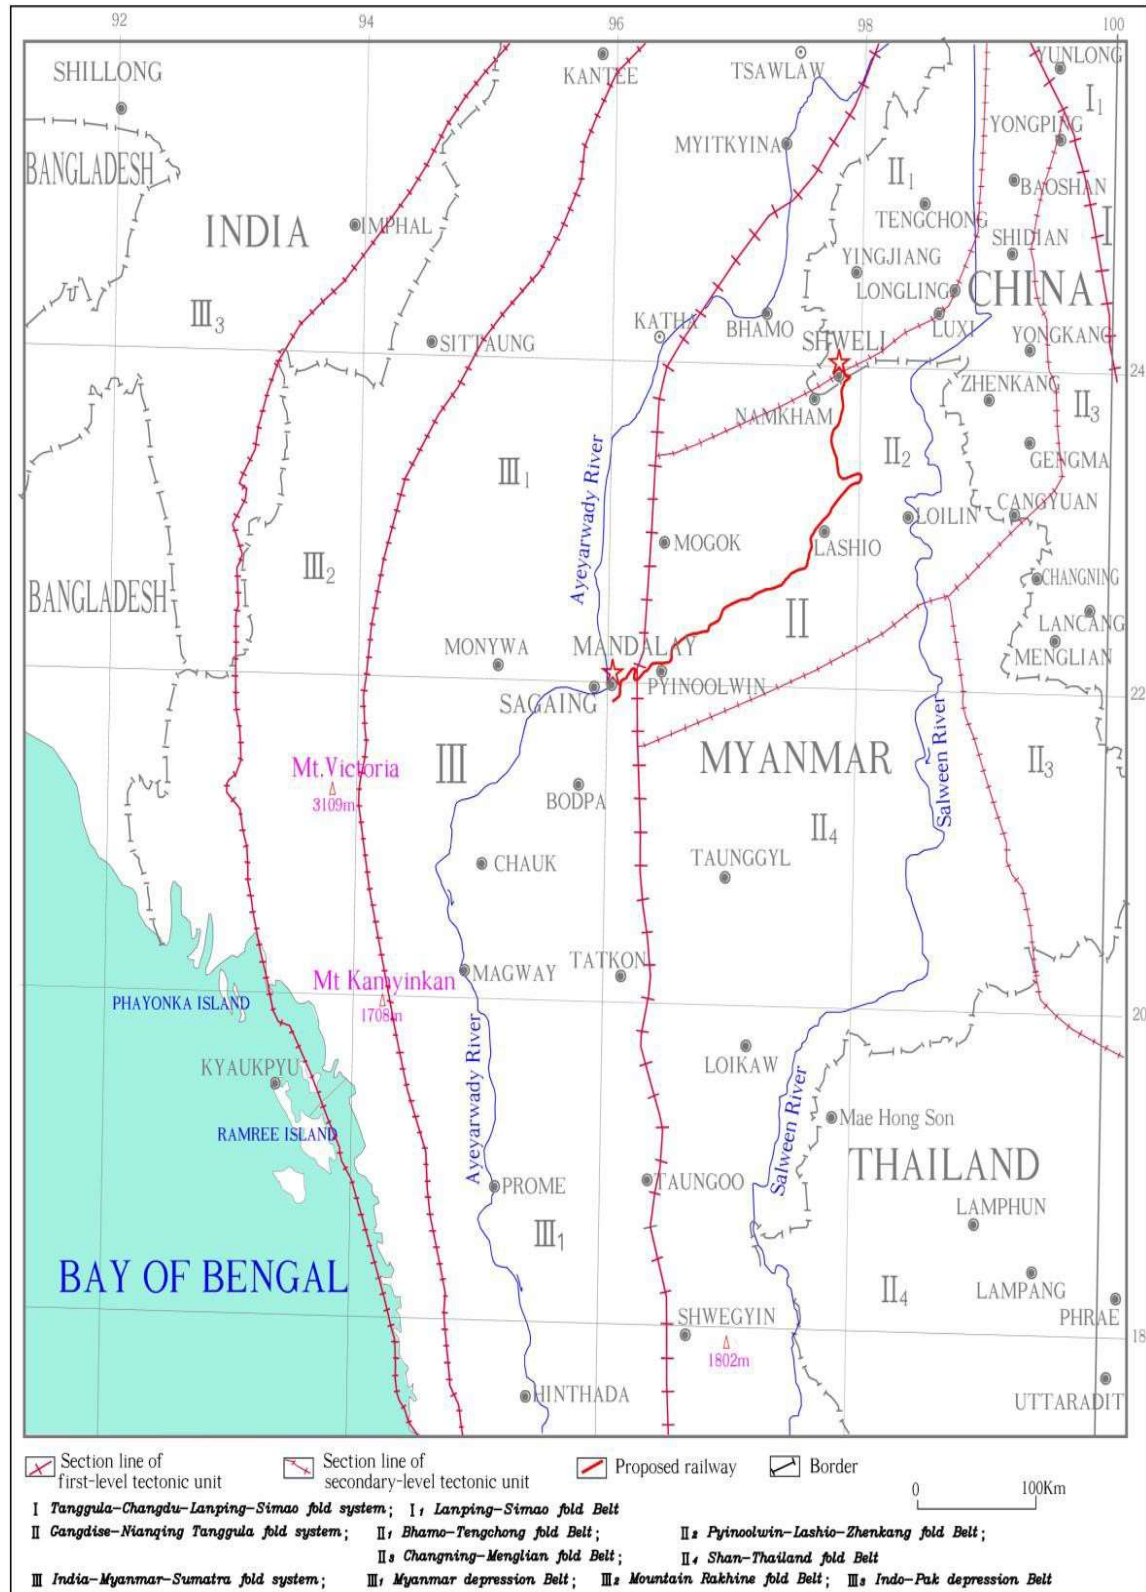 92 94 96 98 100
SHILLONG KANTEE TSAWLAW YUNLONG
I₁
MYITKYINA YONGPING
BANGLADESH II₁ BAOSHAN
TENGCHONG
INDIA IMPHAL SHIDIAN I
YINGJIANG
LONGLING CHINA
III₃ KATHA BHAMO LUXI
SITTAUNG SHWELI YONGKANG
24
ZHENKANG
NAMKHAM II₃
III₁ II₂ GENGMA
Ayeyarwady River
CANGYUAN
LOILIN
MOGOK LASHIO
III₂ CHANGNING
BANGLADESH II LANCANG
MONYWA MANDALAY MENGLIAN
SAGAING PYINOOLWIN
22
III MYANMAR II₃
Mt.Victoria
3109m
BODPA
Salween River
II₄
CHAUK TAUNGGYL
TATKON
Mt Kamyinkan MAGWAY
1708m
PHAYONKA ISLAND
20
KYAUKPYU LOIKAW
Ayeyarwady River
Salween River
Mae Hong Son
RAMREE ISLAND
THAILAND
PROME TAUNGOO
LAMPHUN
III₁
BAY OF BENGAL
II₄ LAMPANG
SHWEGYIN PHRAE
1802m
18
HINTHADA UTTARADIT
Section line of
first-level tectonic unit
Section line of
secondary-level tectonic unit
Proposed railway
Border
0 100Km
I Tanggula-Changdu-Lanping-Simao fold system; I₁ Lanping-Simao fold Belt
II Gangdise-Nianqing Tanggula fold system; II₁ Bhamo-Tengchong fold Belt; II₂ Pyinoolwin-Lashio-Zhenkang fold Belt;
II₃ Changning-Menglian fold Belt; II₄ Shan-Thailand fold Belt
III India-Myanmar-Sumatra fold system; III₁ Myanmar depression Belt; III₂ Mountain Rakhine fold Belt; III₃ Indo-Pak depression Belt